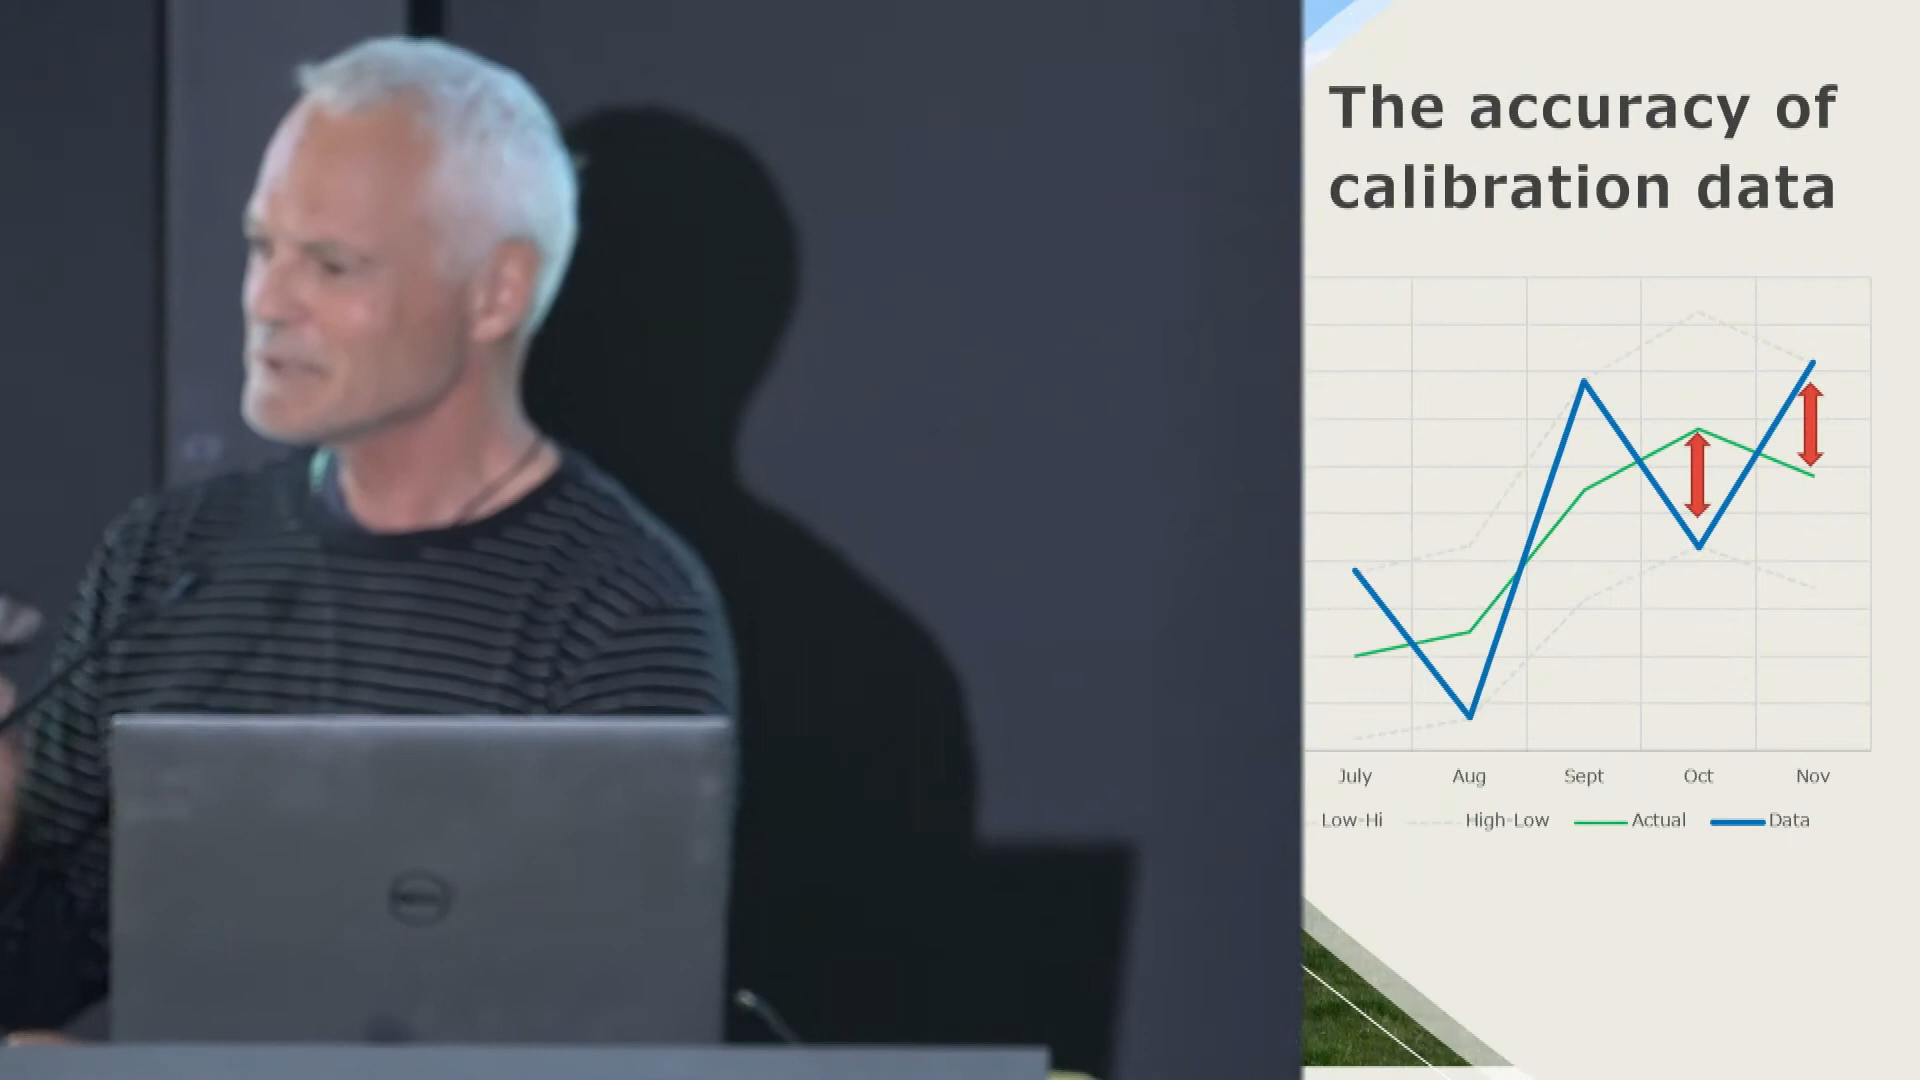 The accuracy of
calibration data
July Aug Sept Oct Nov
Low-Hi High-Low Actual Data